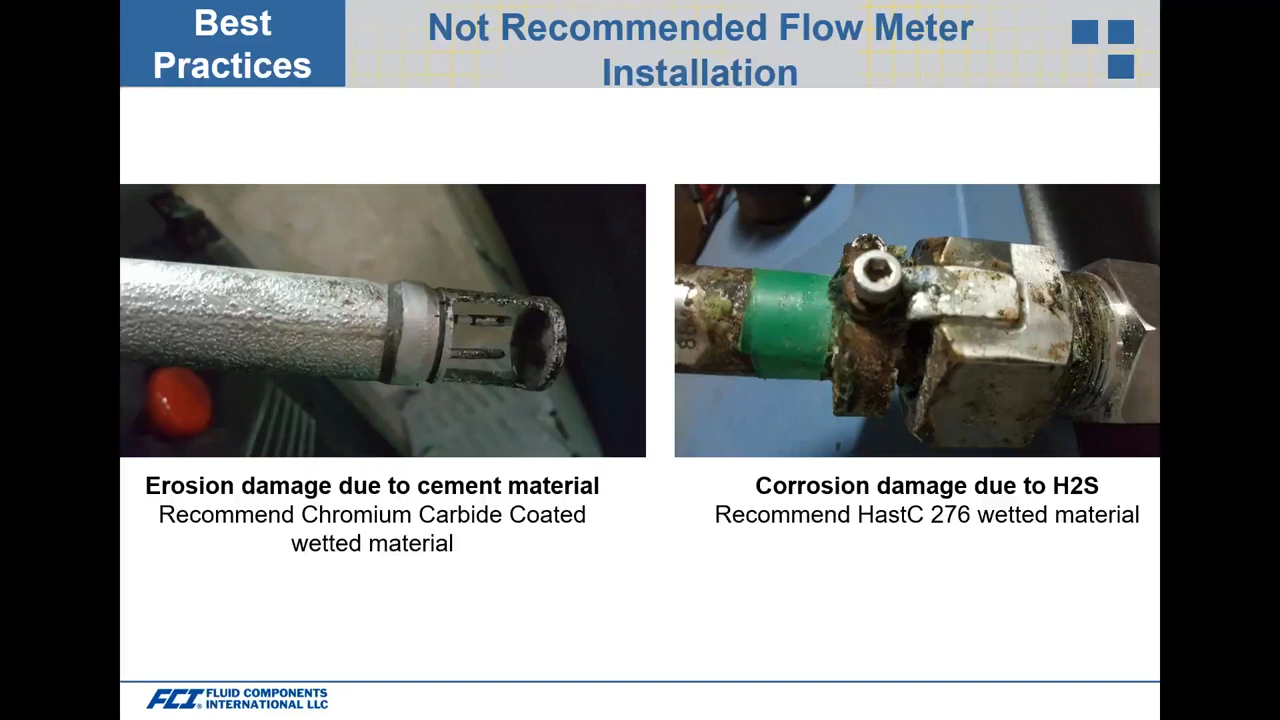 Best
Practices
Not Recommended Flow Meter
Installation
Erosion damage due to cement material
Recommend Chromium Carbide Coated
wetted material
Corrosion damage due to H2S
Recommend HastC 276 wetted material
FCI® FLUID COMPONENTS
INTERNATIONAL LLC